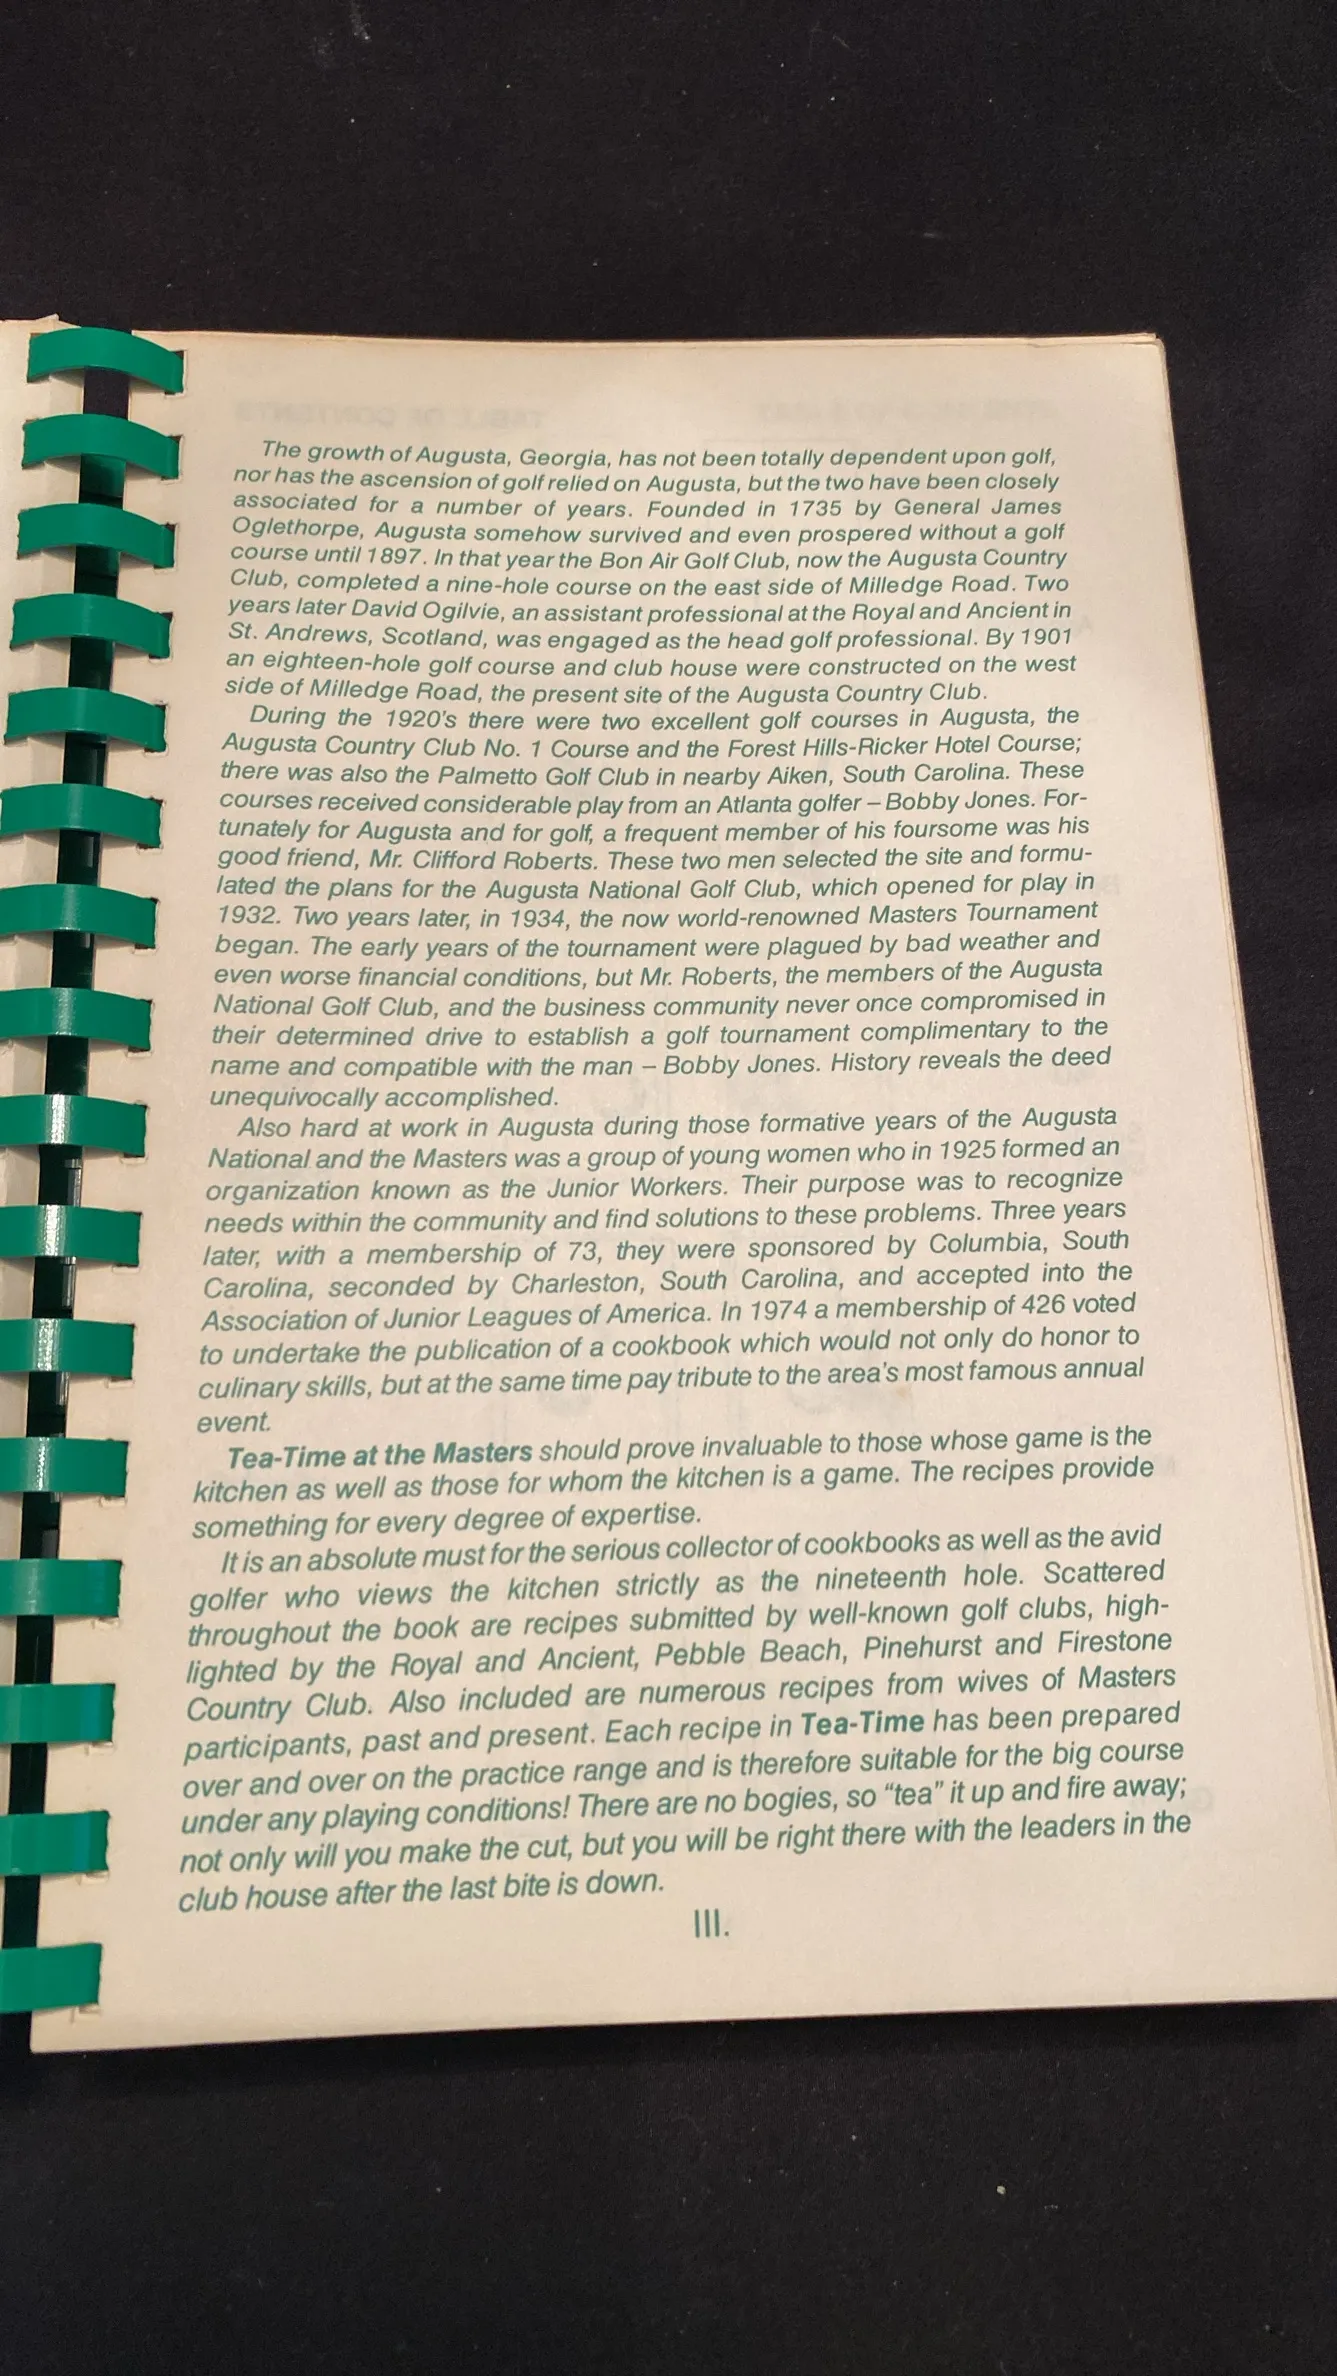 The growth of Augusta, Georgia, has not been totally dependent upon golf,
nor has the ascension of golf relied on Augusta, but the two have been closely
associated for a number of years. Founded in 1735 by General James
Oglethorpe, Augusta somehow survived and even prospered without a golf
course until 1897. In that year the Bon Air Golf Club, now the Augusta Country
Club, completed a nine-hole course on the east side of Milledge Road. Two
years later David Ogilvie, an assistant professional at the Royal and Ancient in
St. Andrews, Scotland, was engaged as the head golf professional. By 1901
an eighteen-hole golf course and club house were constructed on the west
side of Milledge Road, the present site of the Augusta Country Club.
During the 1920's there were two excellent golf courses in Augusta, the
Augusta Country Club No. 1 Course and the Forest Hills-Ricker Hotel Course;
there was also the Palmetto Golf Club in nearby Aiken, South Carolina. These
courses received considerable play from an Atlanta golfer – Bobby Jones. For-
tunately for Augusta and for golf, a frequent member of his foursome was his
good friend, Mr. Clifford Roberts. These two men selected the site and formu-
lated the plans for the Augusta National Golf Club, which opened for play in
1932. Two years later, in 1934, the now world-renowned Masters Tournament
began. The early years of the tournament were plagued by bad weather and
even worse financial conditions, but Mr. Roberts, the members of the Augusta
National Golf Club, and the business community never once compromised in
their determined drive to establish a golf tournament complimentary to the
name and compatible with the man – Bobby Jones. History reveals the deed
unequivocally accomplished.
Also hard at work in Augusta during those formative years of the Augusta
National and the Masters was a group of young women who in 1925 formed an
organization known as the Junior Workers. Their purpose was to recognize
needs within the community and find solutions to these problems. Three years
later, with a membership of 73, they were sponsored by Columbia, South
Carolina, seconded by Charleston, South Carolina, and accepted into the
Association of Junior Leagues of America. In 1974 a membership of 426 voted
to undertake the publication of a cookbook which would not only do honor to
culinary skills, but at the same time pay tribute to the area's most famous annual
event.
Tea-Time at the Masters should prove invaluable to those whose game is the
kitchen as well as those for whom the kitchen is a game. The recipes provide
something for every degree of expertise.
It is an absolute must for the serious collector of cookbooks as well as the avid
golfer who views the kitchen strictly as the nineteenth hole. Scattered
throughout the book are recipes submitted by well-known golf clubs, high-
lighted by the Royal and Ancient, Pebble Beach, Pinehurst and Firestone
Country Club. Also included are numerous recipes from wives of Masters
participants, past and present. Each recipe in Tea-Time has been prepared
over and over on the practice range and is therefore suitable for the big course
under any playing conditions! There are no bogies, so “tea” it up and fire away;
not only will you make the cut, but you will be right there with the leaders in the
club house after the last bite is down.
III.